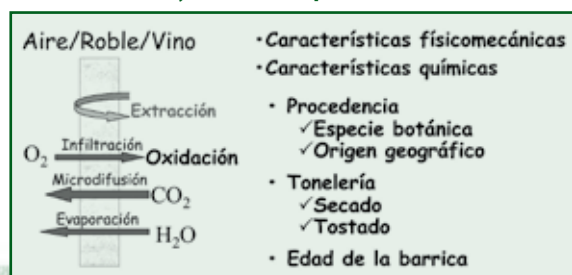 Aire/Roble/Vino
Extracción
Infiltración
O2 Oxidación
Microdifusión
CO2
Evaporación
H2O
·Características físicomecánicas
·Características químicas
· Procedencia
✓Especie botánica
✓Origen geográfico
· Tonelería
✓Secado
✓Tostado
· Edad de la barrica